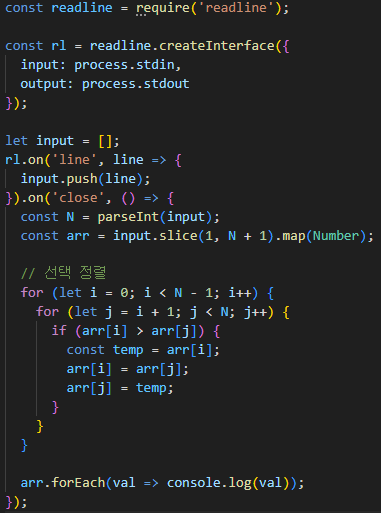 const readline = require('readline');

const rl = readline.createInterface({
  input: process.stdin,
  output: process.stdout
});

let input = [];
rl.on('line', line => {
  input.push(line);
}).on('close', () => {
  const N = parseInt(input);
  const arr = input.slice(1, N + 1).map(Number);

  // 선택 정렬
  for (let i = 0; i < N - 1; i++) {
    for (let j = i + 1; j < N; j++) {
      if (arr[i] > arr[j]) {
        const temp = arr[i];
        arr[i] = arr[j];
        arr[j] = temp;
      }
    }
  }

  arr.forEach(val => console.log(val));
});